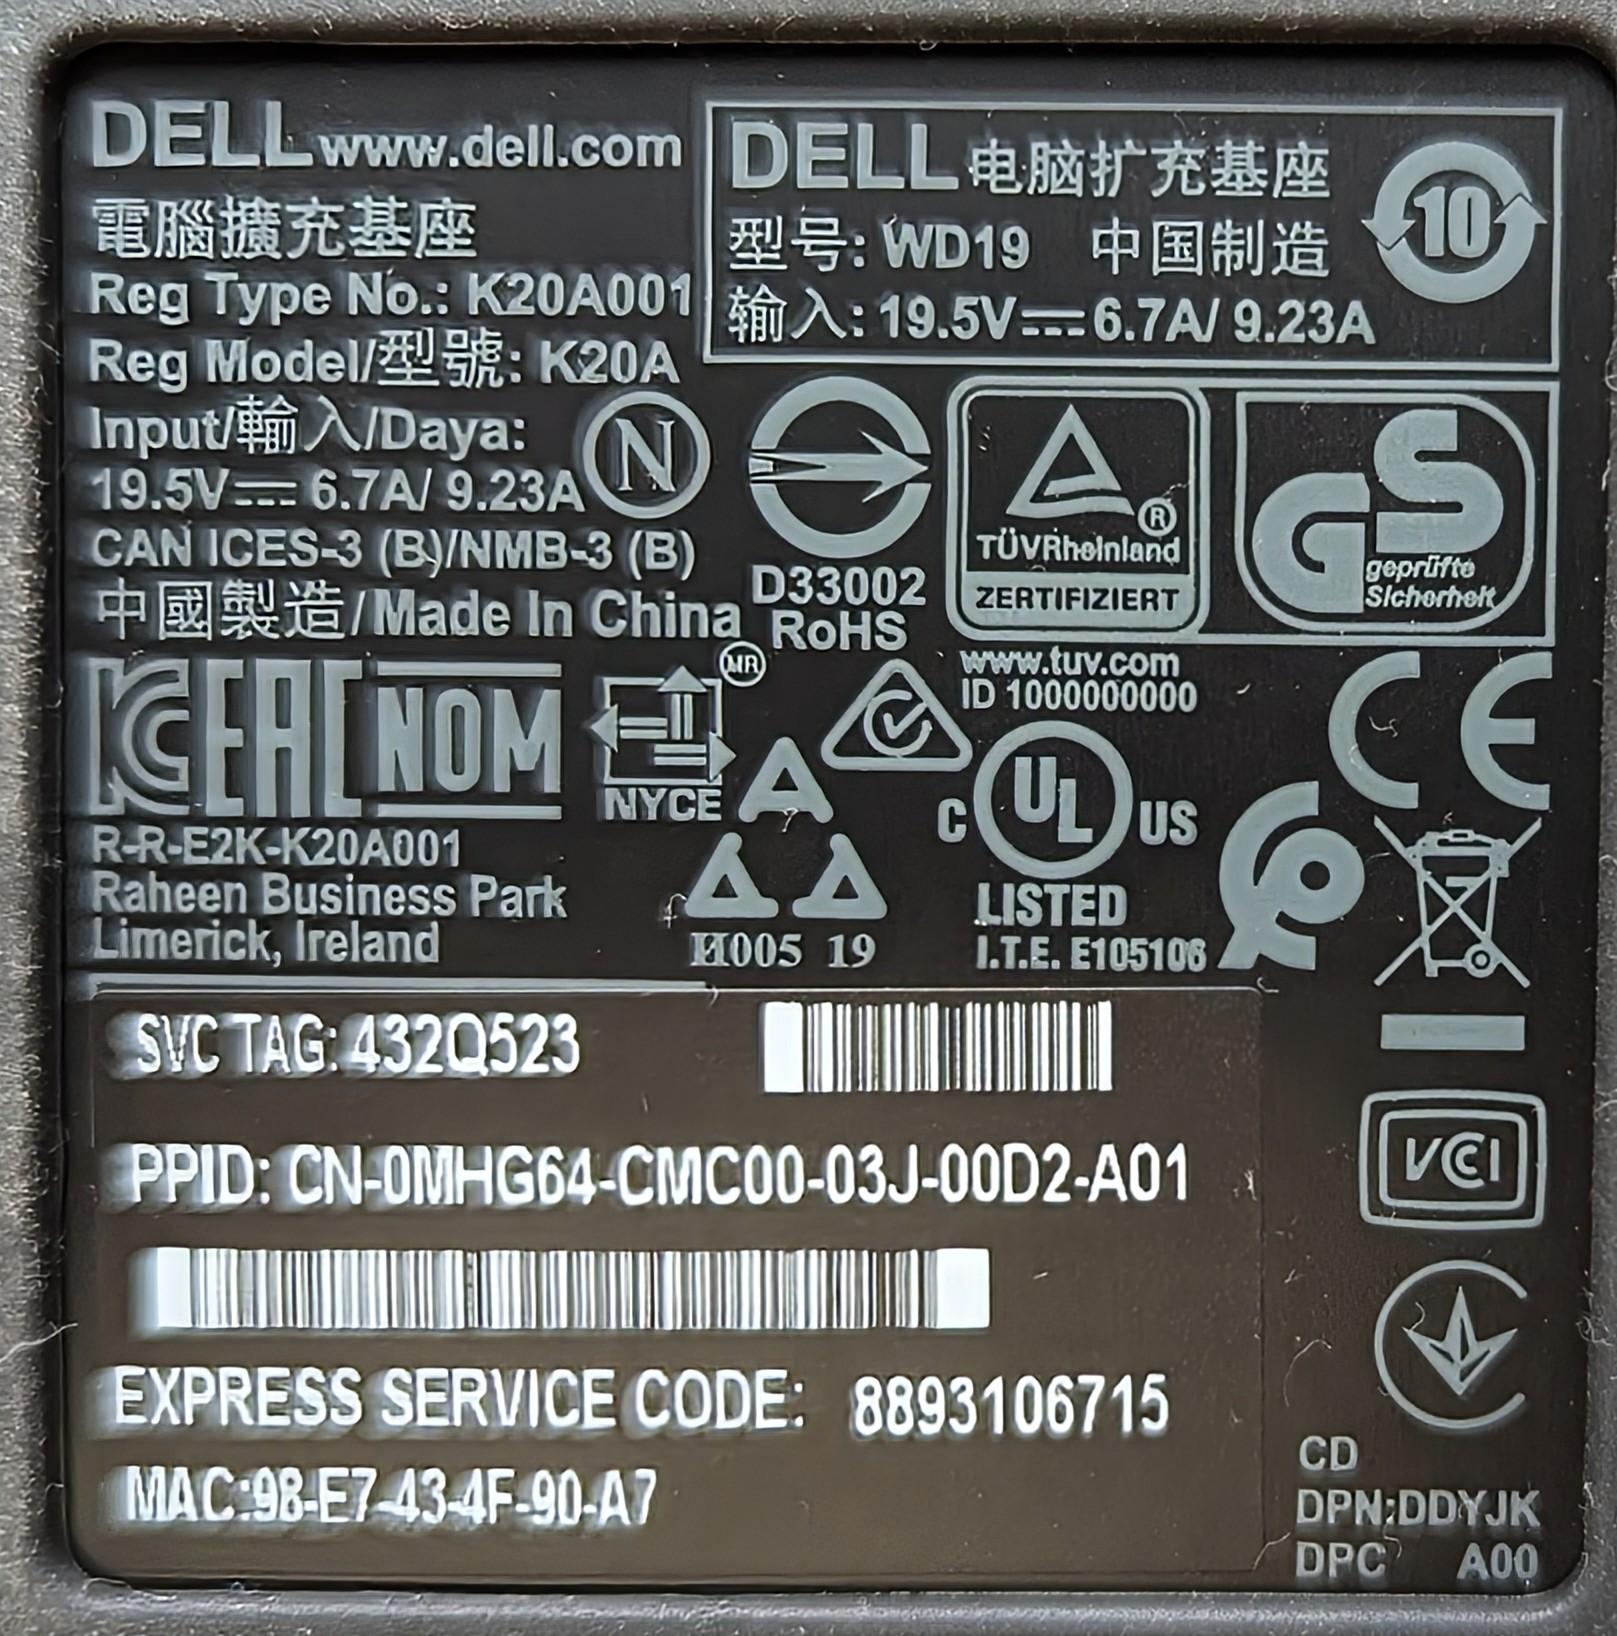 DELL www.dell.com
電腦擴充基座
Reg Type No.: K20A001
Reg Model/型號: K20A
Input/輸入/Daya:
19.5V⎓6.7A/ 9.23A
N
CAN ICES-3 (B)/NMB-3 (B)
中國製造/Made In China
DELL 电脑扩充基座
型号: WD19 中国制造
输入: 19.5V⎓6.7A/ 9.23A
10
D33002
RoHS
TÜVRheinland ®
ZERTIFIZIERT
GS
geprüfte
Sicherheit
www.tuv.com
ID 1000000000
KC EAC NOM
NYCE MR
C UL US
LISTED
I.T.E. E105106
CE
R-R-E2K-K20A001
Raheen Business Park
Limerick, Ireland
И005 19
SVC TAG: 432Q523
PPID: CN-0MHG64-CMC00-03J-00D2-A01
EXPRESS SERVICE CODE: 8893106715
MAC:98-E7-43-4F-90-A7
VCCI
CD
DPN:DDYJK
DPC A00